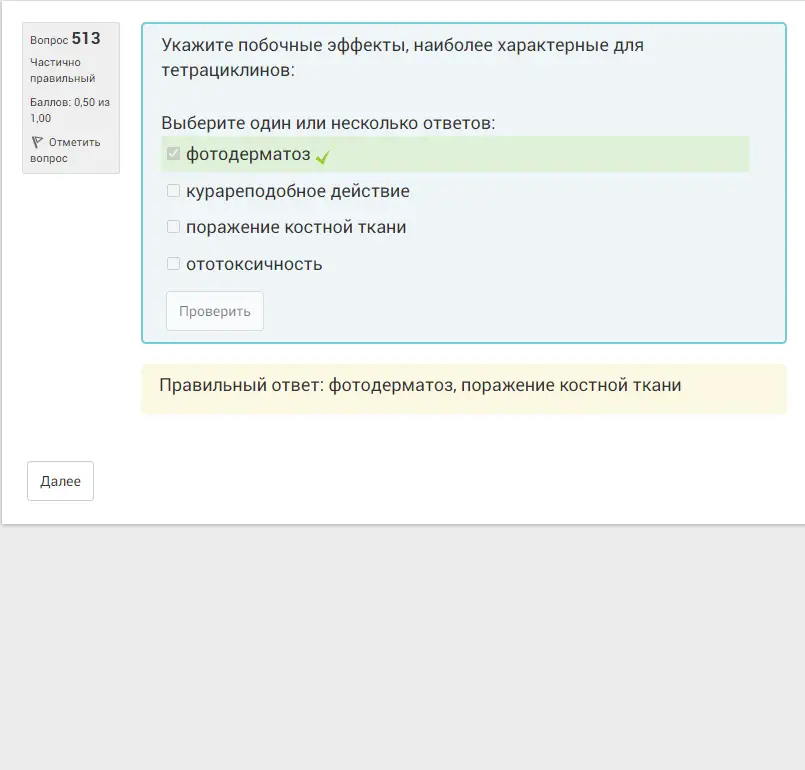 Вопрос 513
Частично
правильный
Баллов: 0,50 из
1,00
Отметить
вопрос
Укажите побочные эффекты, наиболее характерные для
тетрациклинов:
Выберите один или несколько ответов:
фотодерматоз
курареподобное действие
поражение костной ткани
ототоксичность
Проверить
Правильный ответ: фотодерматоз, поражение костной ткани
Далее